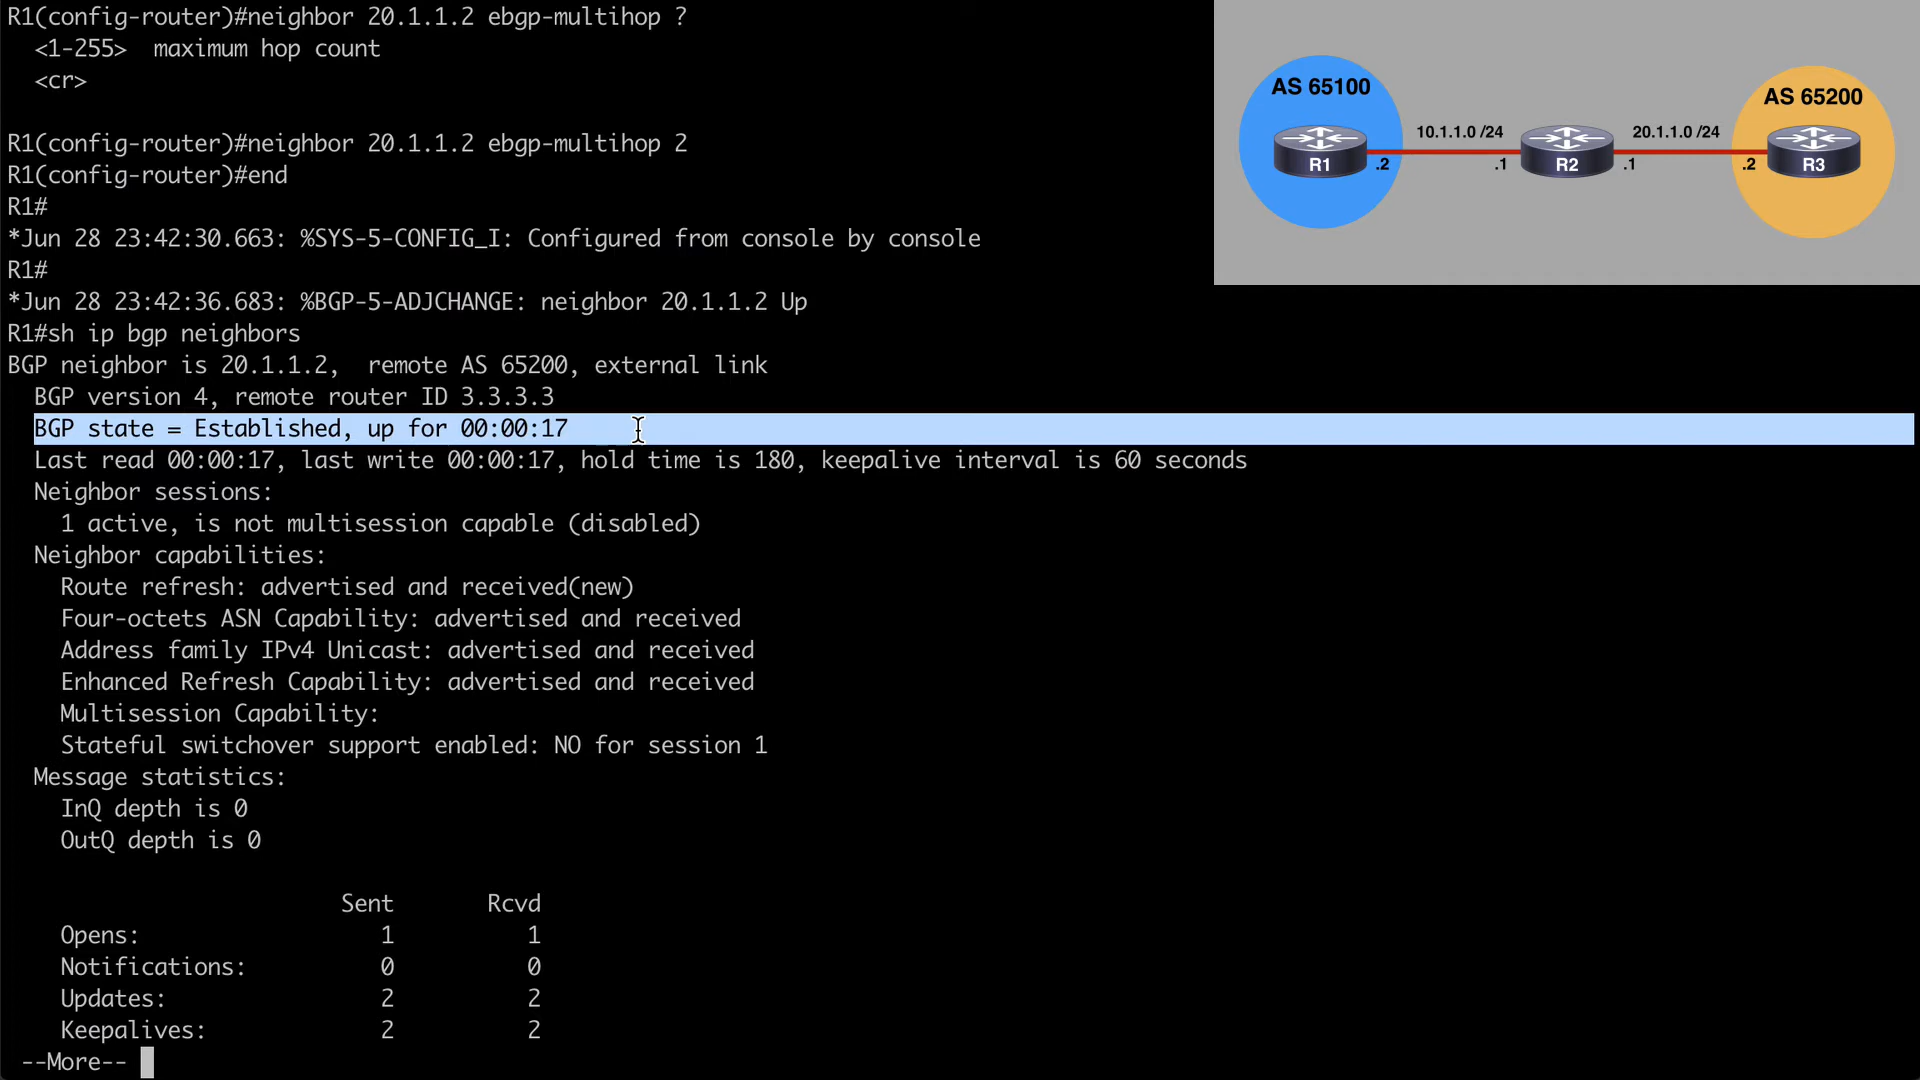 R1(config-router)#neighbor 20.1.1.2 ebgp-multihop ?
<1-255>  maximum hop count
<cr>
R1(config-router)#neighbor 20.1.1.2 ebgp-multihop 2
R1(config-router)#end
R1#
*Jun 28 23:42:30.663: %SYS-5-CONFIG_I: Configured from console by console
R1#
*Jun 28 23:42:36.683: %BGP-5-ADJCHANGE: neighbor 20.1.1.2 Up
R1#sh ip bgp neighbors
BGP neighbor is 20.1.1.2,  remote AS 65200, external link
BGP version 4, remote router ID 3.3.3.3
BGP state = Established, up for 00:00:17
Last read 00:00:17, last write 00:00:17, hold time is 180, keepalive interval is 60 seconds
Neighbor sessions:
1 active, is not multisession capable (disabled)
Neighbor capabilities:
Route refresh: advertised and received(new)
Four-octets ASN Capability: advertised and received
Address family IPv4 Unicast: advertised and received
Enhanced Refresh Capability: advertised and received
Multisession Capability:
Stateful switchover support enabled: NO for session 1
Message statistics:
InQ depth is 0
OutQ depth is 0
Sent Rcvd
Opens: 1 1
Notifications: 0 0
Updates: 2 2
Keepalives: 2 2
--More--
AS 65100
AS 65200
10.1.1.0 /24
20.1.1.0 /24
R1 .2 .1 R2 .1 .2 R3